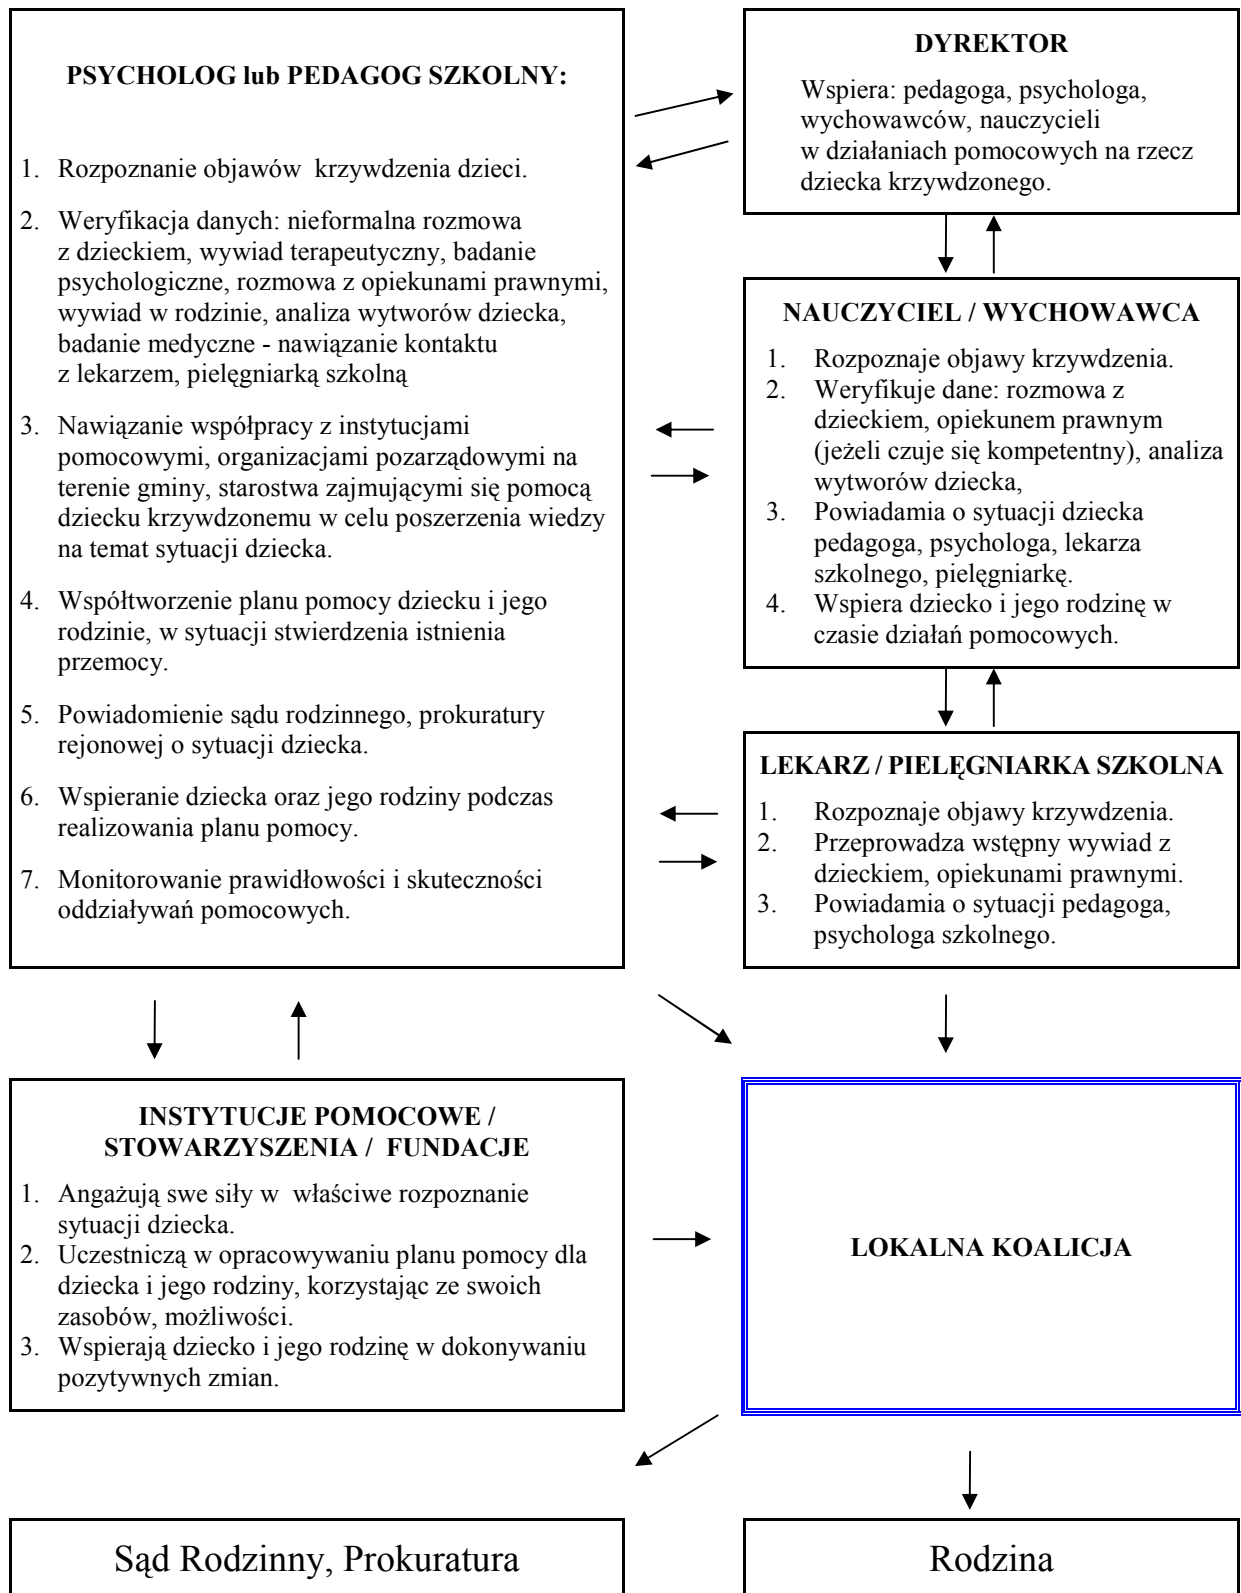 PSYCHOLOG lub PEDAGOG SZKOLNY:
1. Rozpoznanie objawów krzywdzenia dzieci.
2. Weryfikacja danych: nieformalna rozmowa
z dzieckiem, wywiad terapeutyczny, badanie
psychologiczne, rozmowa z opiekunami prawnymi,
wywiad w rodzinie, analiza wytworów dziecka,
badanie medyczne - nawiązanie kontaktu
z lekarzem, pielęgniarką szkolną
3. Nawiązanie współpracy z instytucjami
pomocowymi, organizacjami pozarządowymi na
terenie gminy, starostwa zajmującymi się pomocą
dziecku krzywdzonemu w celu poszerzenia wiedzy
na temat sytuacji dziecka.
4. Współtworzenie planu pomocy dziecku i jego
rodzinie, w sytuacji stwierdzenia istnienia
przemocy.
5. Powiadomienie sądu rodzinnego, prokuratury
rejonowej o sytuacji dziecka.
6. Wspieranie dziecka oraz jego rodziny podczas
realizowania planu pomocy.
7. Monitorowanie prawidłowości i skuteczności
oddziaływań pomocowych.
DYREKTOR
Wspiera: pedagoga, psychologa,
wychowawców, nauczycieli
w działaniach pomocowych na rzecz
dziecka krzywdzonego.
NAUCZYCIEL / WYCHOWAWCA
1. Rozpoznaje objawy krzywdzenia.
2. Weryfikuje dane: rozmowa z
dzieckiem, opiekunem prawnym
(jeżeli czuje się kompetentny), analiza
wytworów dziecka,
3. Powiadamia o sytuacji dziecka
pedagoga, psychologa, lekarza
szkolnego, pielęgniarkę.
4. Wspiera dziecko i jego rodzinę w
czasie działań pomocowych.
LEKARZ / PIELĘGNIARKA SZKOLNA
1. Rozpoznaje objawy krzywdzenia.
2. Przeprowadza wstępny wywiad z
dzieckiem, opiekunami prawnymi.
3. Powiadamia o sytuacji pedagoga,
psychologa szkolnego.
INSTYTUCJE POMOCOWE /
STOWARZYSZENIA / FUNDACJE
1. Angażują swe siły w właściwe rozpoznanie
sytuacji dziecka.
2. Uczestniczą w opracowywaniu planu pomocy dla
dziecka i jego rodziny, korzystając ze swoich
zasobów, możliwości.
3. Wspierają dziecko i jego rodzinę w dokonywaniu
pozytywnych zmian.
LOKALNA KOALICJA
Sąd Rodzinny, Prokuratura
Rodzina